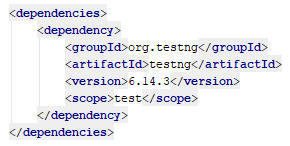 <dependencies>
    <dependency>
        <groupId>org.testng</groupId>
        <artifactId>testng</artifactId>
        <version>6.14.3</version>
        <scope>test</scope>
    </dependency>
</dependencies>